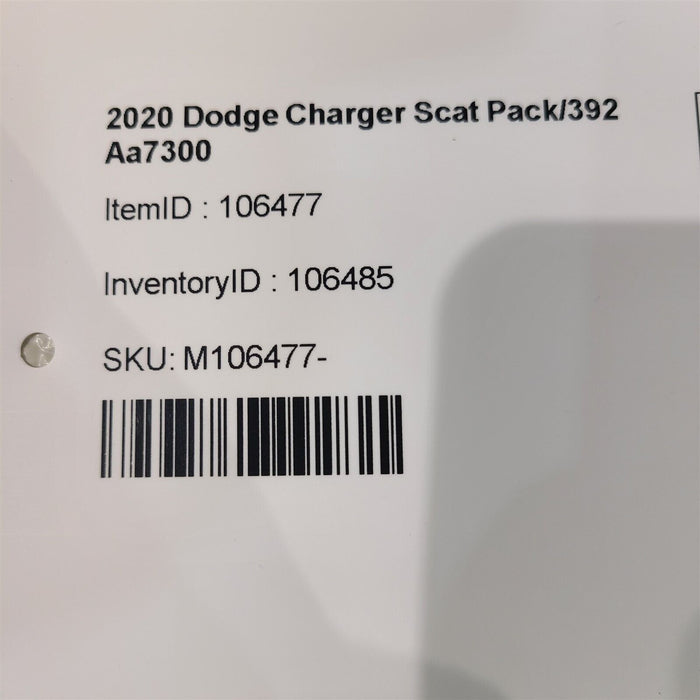 2020 Dodge Charger Scat Pack/392
Aa7300
ItemID : 106477
InventoryID : 106485
SKU: M106477-